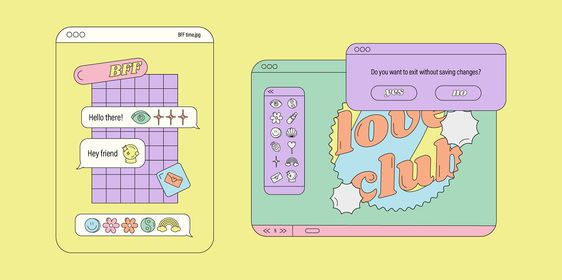 BFF time.jpg
BFF
Hello there!
Hey friend
Do you want to exit without saving changes?
yes
no
love
club